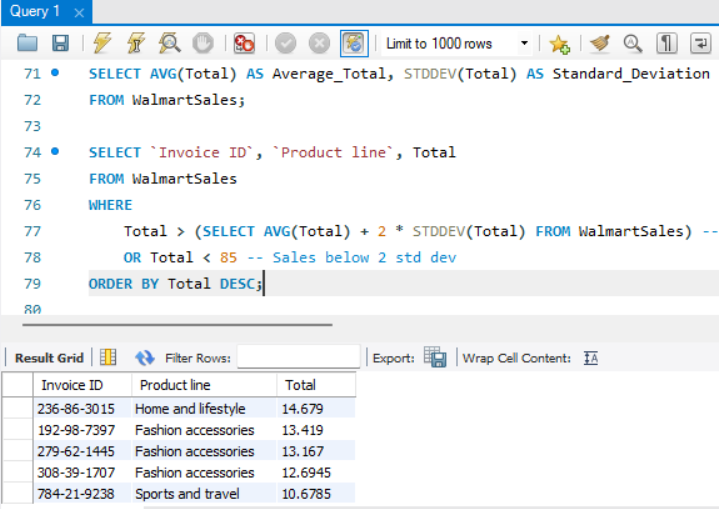 Query 1
Limit to 1000 rows
71 SELECT AVG(Total) AS Average_Total, STDDEV(Total) AS Standard_Deviation
72 FROM WalmartSales;
73
74 SELECT `Invoice ID`, `Product line`, Total
75 FROM WalmartSales
76 WHERE
77 Total > (SELECT AVG(Total) + 2 * STDDEV(Total) FROM WalmartSales) --
78 OR Total < 85 -- Sales below 2 std dev
79 ORDER BY Total DESC;
80
Result Grid Filter Rows: Export: Wrap Cell Content:
Invoice ID Product line Total
236-86-3015 Home and lifestyle 14.679
192-98-7397 Fashion accessories 13.419
279-62-1445 Fashion accessories 13.167
308-39-1707 Fashion accessories 12.6945
784-21-9238 Sports and travel 10.6785